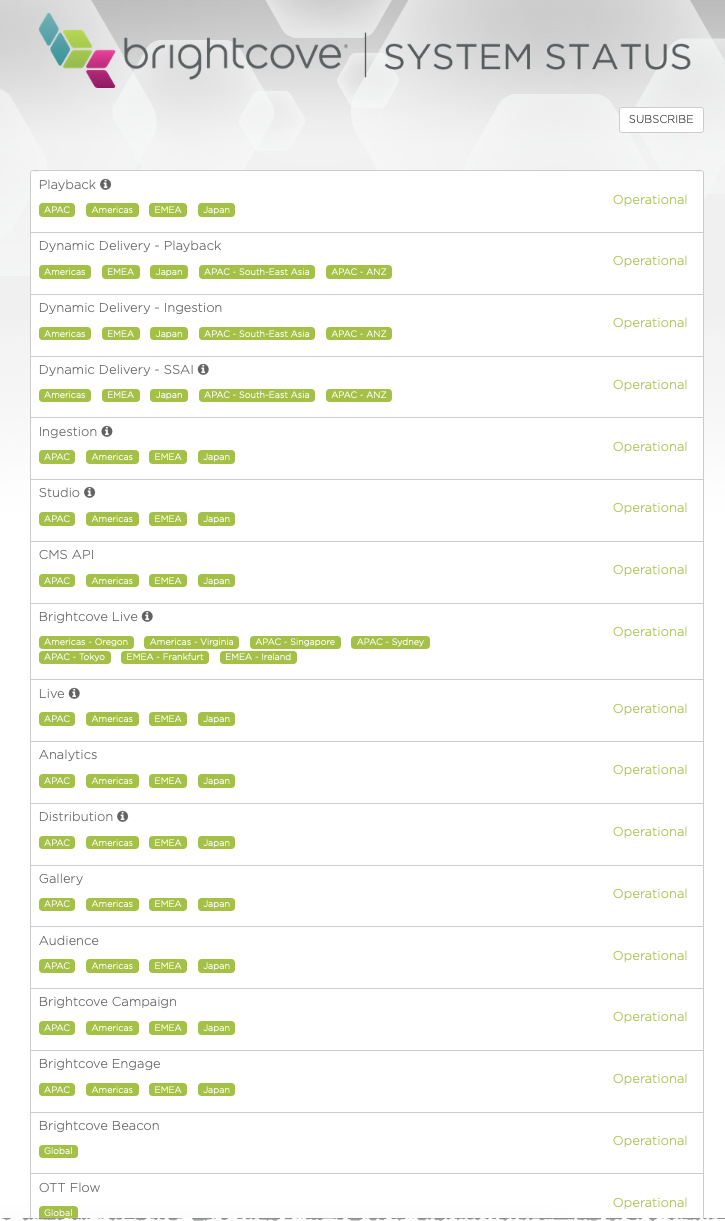 brightcove | SYSTEM STATUS
SUBSCRIBE
Playback
Operational
APAC Americas EMEA Japan
Dynamic Delivery - Playback
Operational
Americas EMEA Japan APAC - South-East Asia APAC - ANZ
Dynamic Delivery - Ingestion
Operational
Americas EMEA Japan APAC - South-East Asia APAC - ANZ
Dynamic Delivery - SSAI
Operational
Americas EMEA Japan APAC - South-East Asia APAC - ANZ
Ingestion
Operational
APAC Americas EMEA Japan
Studio
Operational
APAC Americas EMEA Japan
CMS API
Operational
APAC Americas EMEA Japan
Brightcove Live
Operational
Americas - Oregon Americas - Virginia APAC - Singapore APAC - Sydney
APAC - Tokyo EMEA - Frankfurt EMEA - Ireland
Live
Operational
APAC Americas EMEA Japan
Analytics
Operational
APAC Americas EMEA Japan
Distribution
Operational
APAC Americas EMEA Japan
Gallery
Operational
APAC Americas EMEA Japan
Audience
Operational
APAC Americas EMEA Japan
Brightcove Campaign
Operational
APAC Americas EMEA Japan
Brightcove Engage
Operational
APAC Americas EMEA Japan
Brightcove Beacon
Operational
Global
OTT Flow
Operational
Global